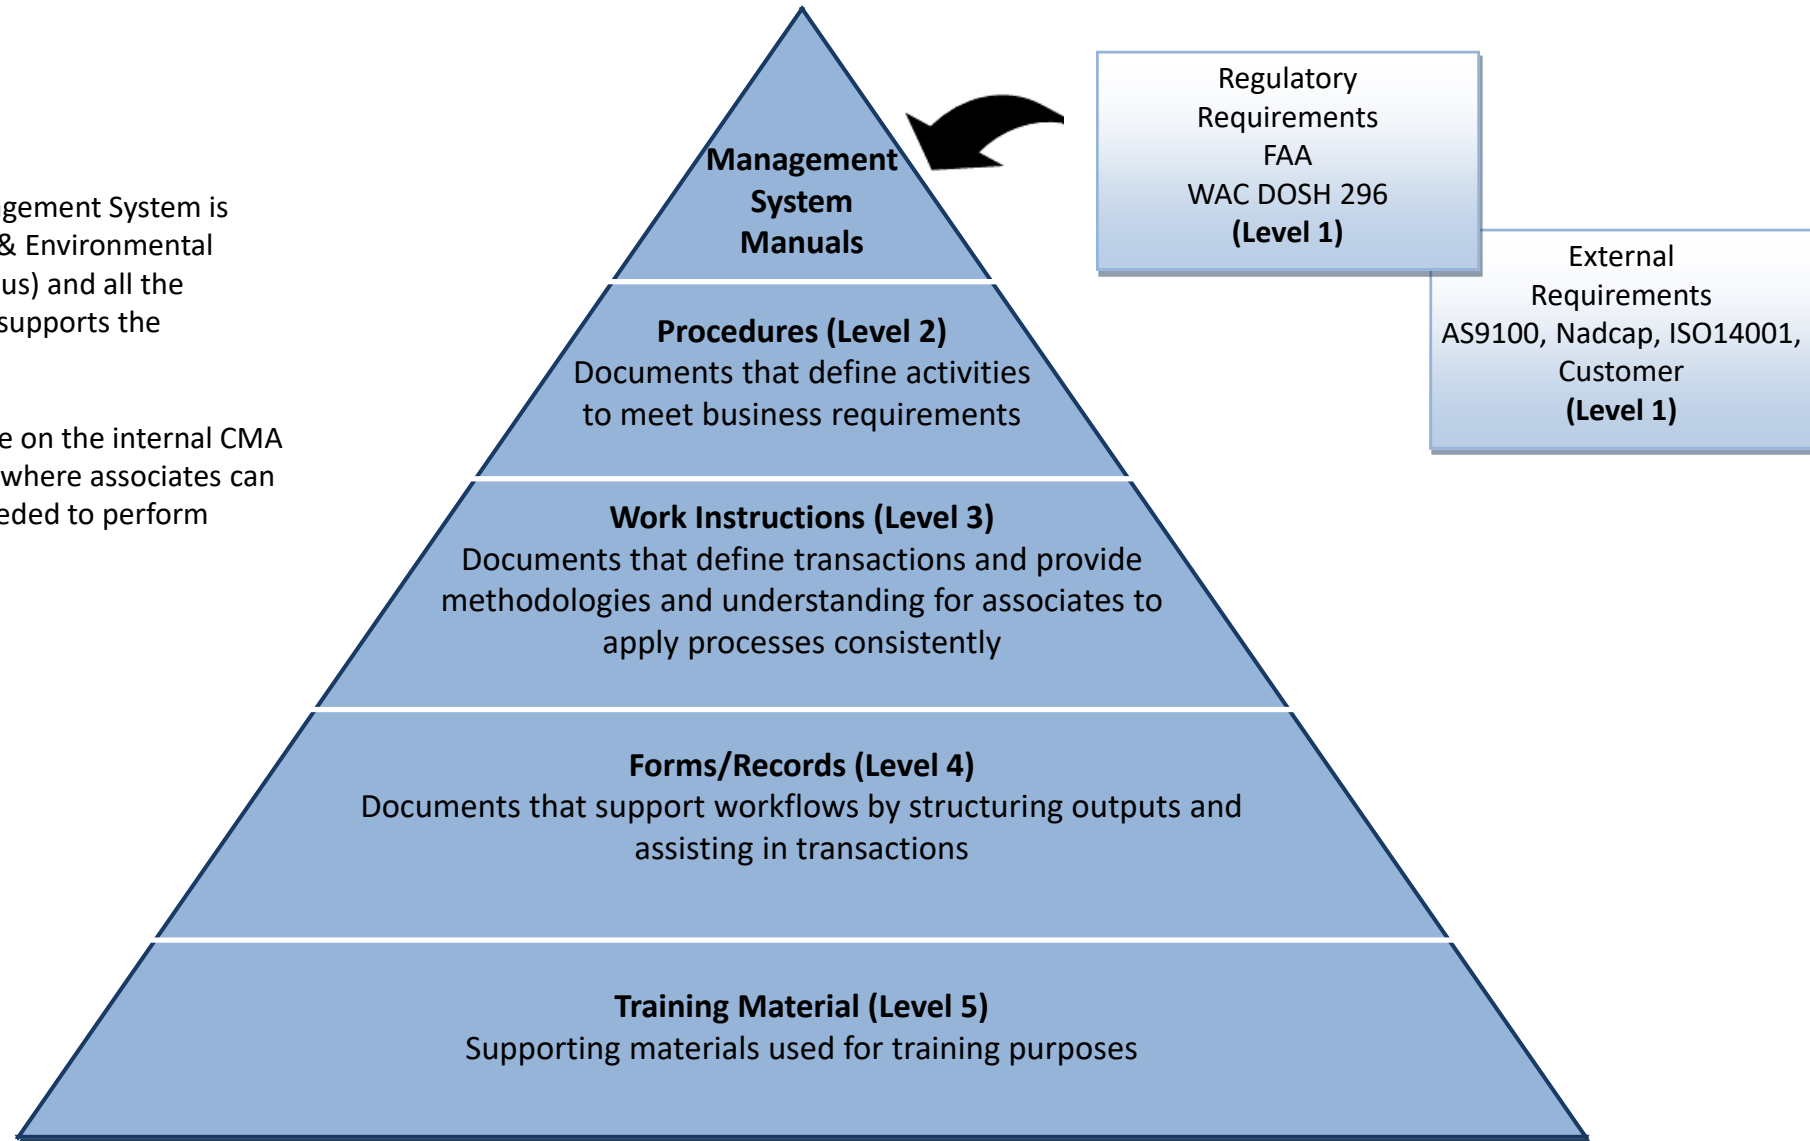 agement System is
& Environmental
us) and all the
supports the
e on the internal CMA
where associates can
eded to perform
Management
System
Manuals
Procedures (Level 2)
Documents that define activities
to meet business requirements
Work Instructions (Level 3)
Documents that define transactions and provide
methodologies and understanding for associates to
apply processes consistently
Forms/Records (Level 4)
Documents that support workflows by structuring outputs and
assisting in transactions
Training Material (Level 5)
Supporting materials used for training purposes
Regulatory
Requirements
FAA
WAC DOSH 296
(Level 1)
External
Requirements
AS9100, Nadcap, ISO14001,
Customer
(Level 1)